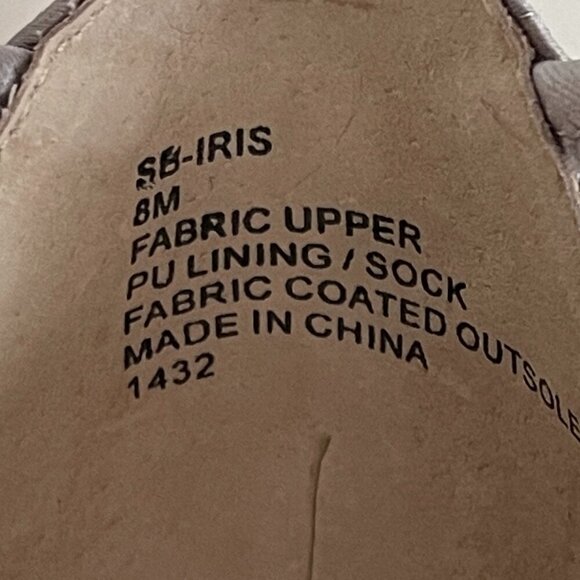 SB-IRIS
8M
FABRIC UPPER
PU LINING / SOCK
FABRIC COATED OUTSOLE
MADE IN CHINA
1432